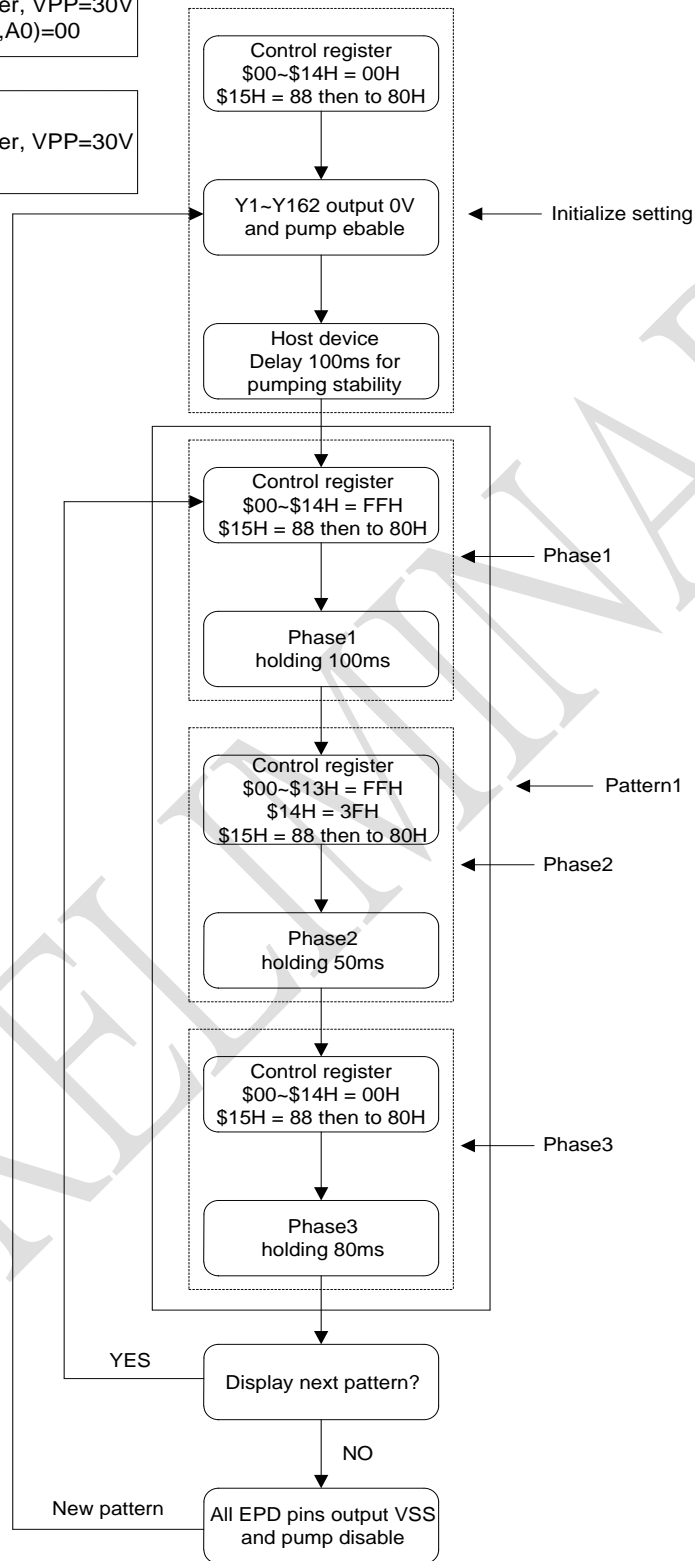 er, VPP=30V
,A0)=00
er, VPP=30V
Control register
$00~$14H = 00H
$15H = 88 then to 80H
Y1~Y162 output 0V
and pump ebable
Initialize setting
Host device
Delay 100ms for
pumping stability
Control register
$00~$14H = FFH
$15H = 88 then to 80H
Phase1
Phase1
holding 100ms
Control register
$00~$13H = FFH
$14H = 3FH
$15H = 88 then to 80H
Pattern1
Phase2
Phase2
holding 50ms
Control register
$00~$14H = 00H
$15H = 88 then to 80H
Phase3
Phase3
holding 80ms
YES
Display next pattern?
NO
New pattern
All EPD pins output VSS
and pump disable
RELIMINA